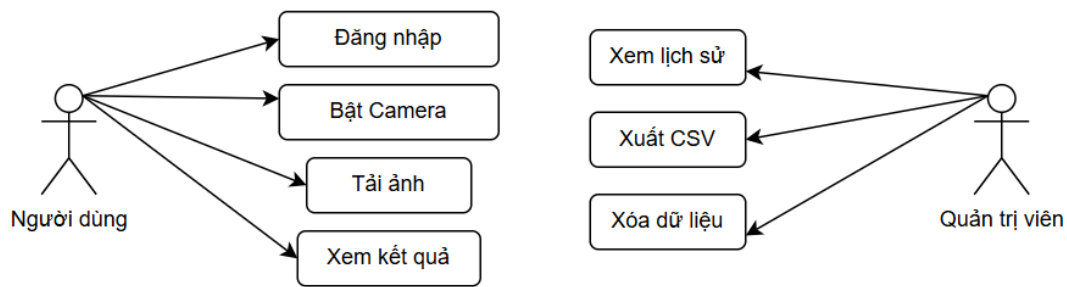 Đăng nhập
Bật Camera
Tải ảnh
Xem kết quả
Người dùng
Xem lịch sử
Xuất CSV
Xóa dữ liệu
Quản trị viên